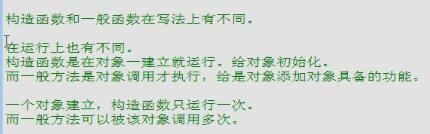 构造函数和一般函数在写法上有不同。
在运行上也有不同。
构造函数是在对象一建立就运行。给对象初始化。
而一般方法是对象调用才执行，给是对象添加对象具备的功能。
一个对象建立，构造函数只运行一次。
而一般方法可以被该对象调用多次。